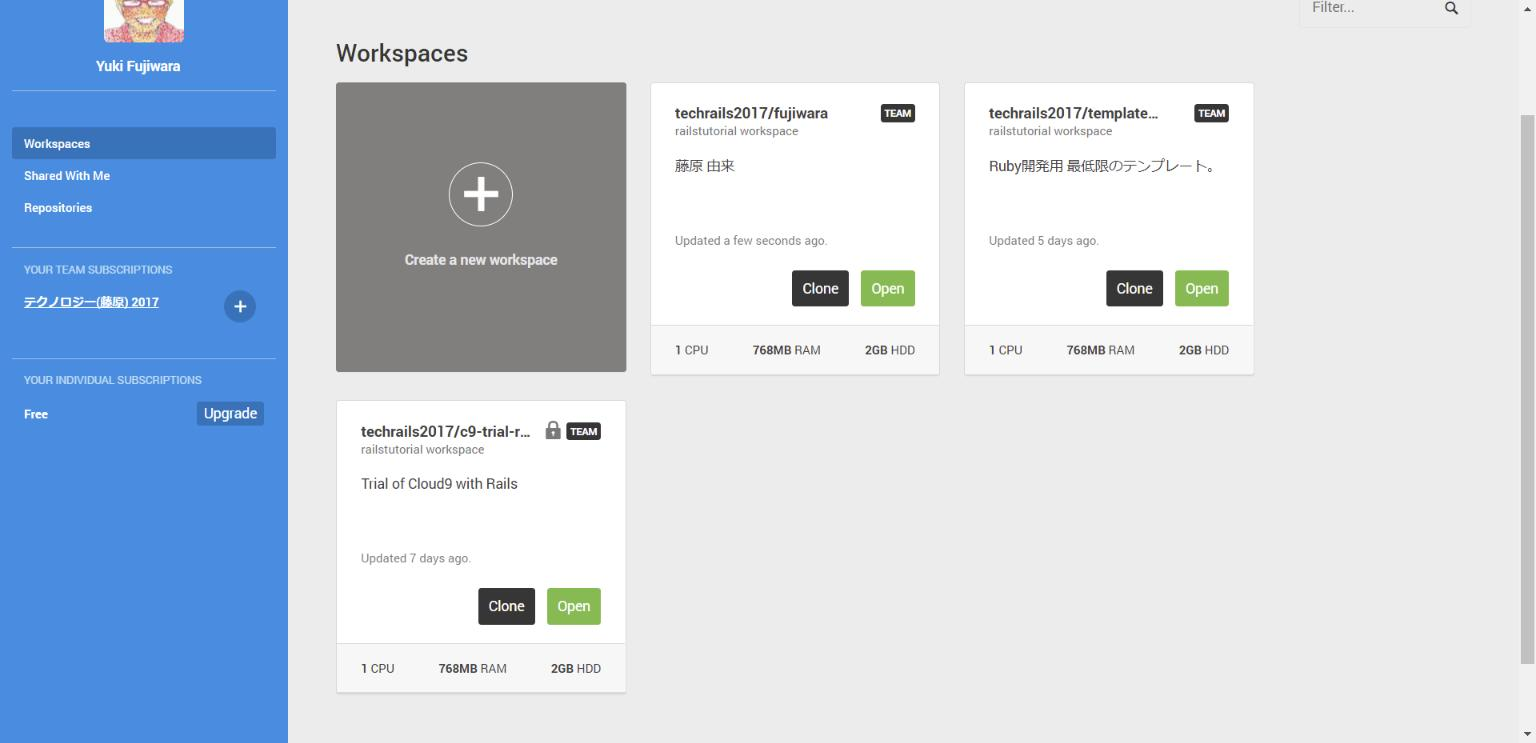 Yuki Fujiwara
Workspaces
Shared With Me
Repositories
YOUR TEAM SUBSCRIPTIONS
テクノロジー(藤原) 2017
YOUR INDIVIDUAL SUBSCRIPTIONS
Free
Upgrade
Filter...
Workspaces
Create a new workspace
techrails2017/fujiwara
TEAM
railstutorial workspace
藤原 由来
Updated a few seconds ago.
Clone
Open
1 CPU
768MB RAM
2GB HDD
techrails2017/template...
TEAM
railstutorial workspace
Ruby開発用 最低限のテンプレート。
Updated 5 days ago.
Clone
Open
1 CPU
768MB RAM
2GB HDD
techrails2017/c9-trial-r...
TEAM
railstutorial workspace
Trial of Cloud9 with Rails
Updated 7 days ago.
Clone
Open
1 CPU
768MB RAM
2GB HDD